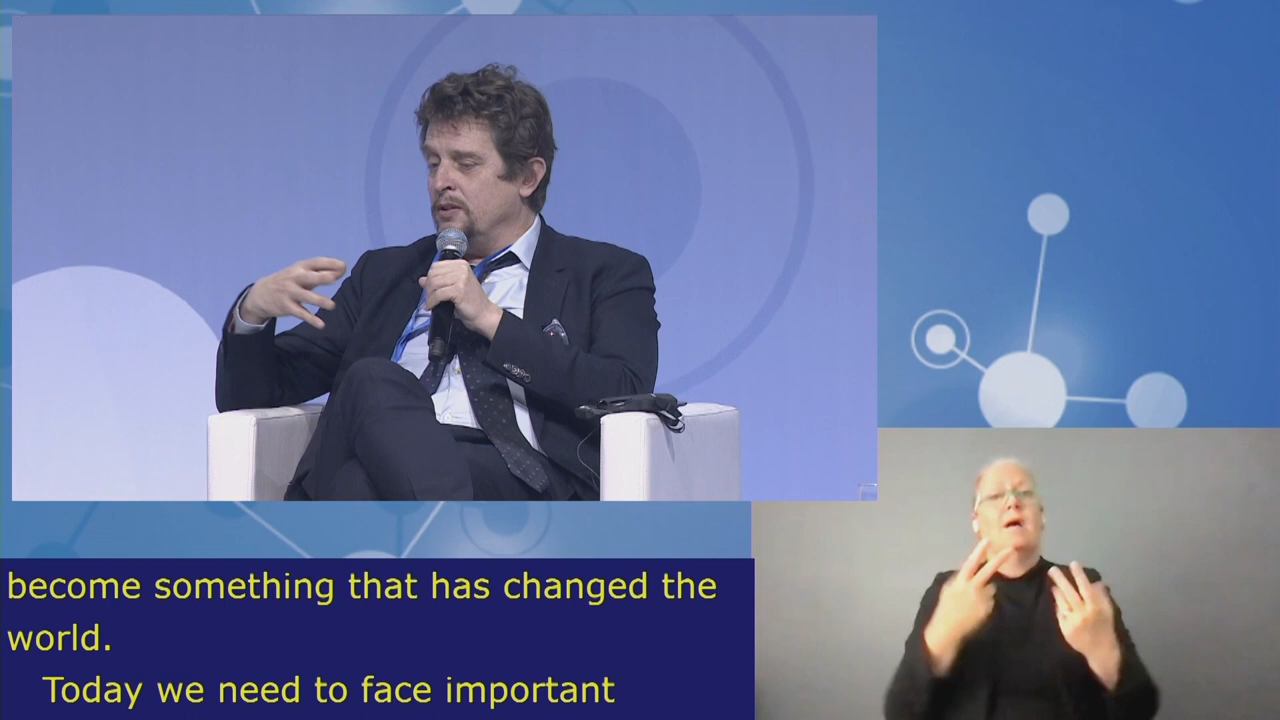 become something that has changed the
world.
Today we need to face important